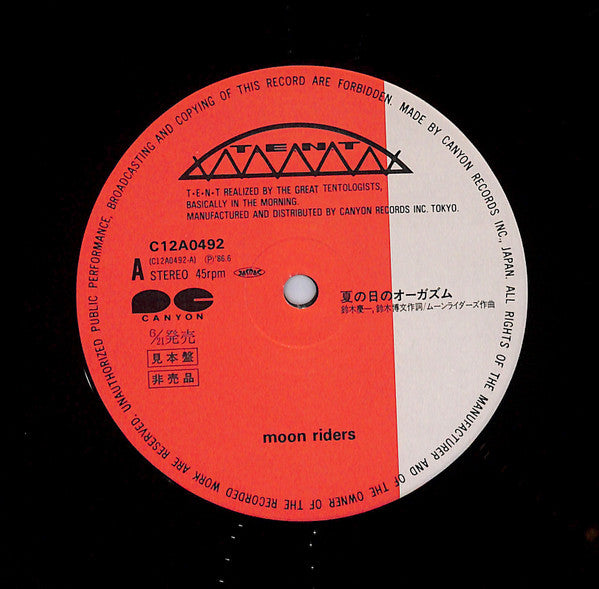 UNAUTHORIZED PUBLIC PERFORMANCE, BROADCASTING AND COPYING OF THIS RECORD ARE FORBIDDEN. MADE BY CANYON RECORDS INC., JAPAN. ALL RIGHTS OF THE MANUFACTURER AND OF THE OWNER OF THE RECORDED WORK ARE RESERVED.
TENT
T-E-N-T REALIZED BY THE GREAT TENTOLOGISTS,
BASICALLY IN THE MORNING.
MANUFACTURED AND DISTRIBUTED BY CANYON RECORDS INC. TOKYO.
C12A0492
(C12A0492-A) (P)'86.6
A STEREO 45rpm
CANYON
6/21発売
見本盤
非売品
夏の日のオーガズム
鈴木慶一, 鈴木博文作詞/ムーンライダーズ作曲
moon riders